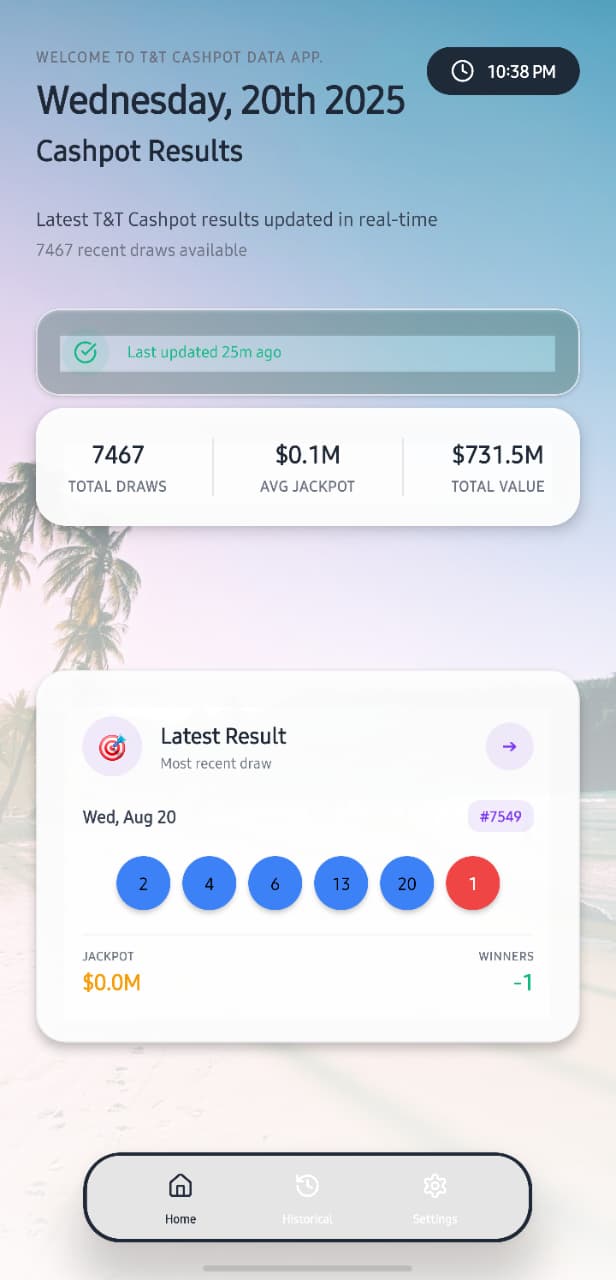 WELCOME TO T&T CASHPOT DATA APP.
10:38 PM
Wednesday, 20th 2025
Cashpot Results
Latest T&T Cashpot results updated in real-time
7467 recent draws available
Last updated 25m ago
7467 $0.1M $731.5M
TOTAL DRAWS AVG JACKPOT TOTAL VALUE
Latest Result
Most recent draw
Wed, Aug 20 #7549
2 4 6 13 20 1
JACKPOT WINNERS
$0.0M -1
Home Historical Settings